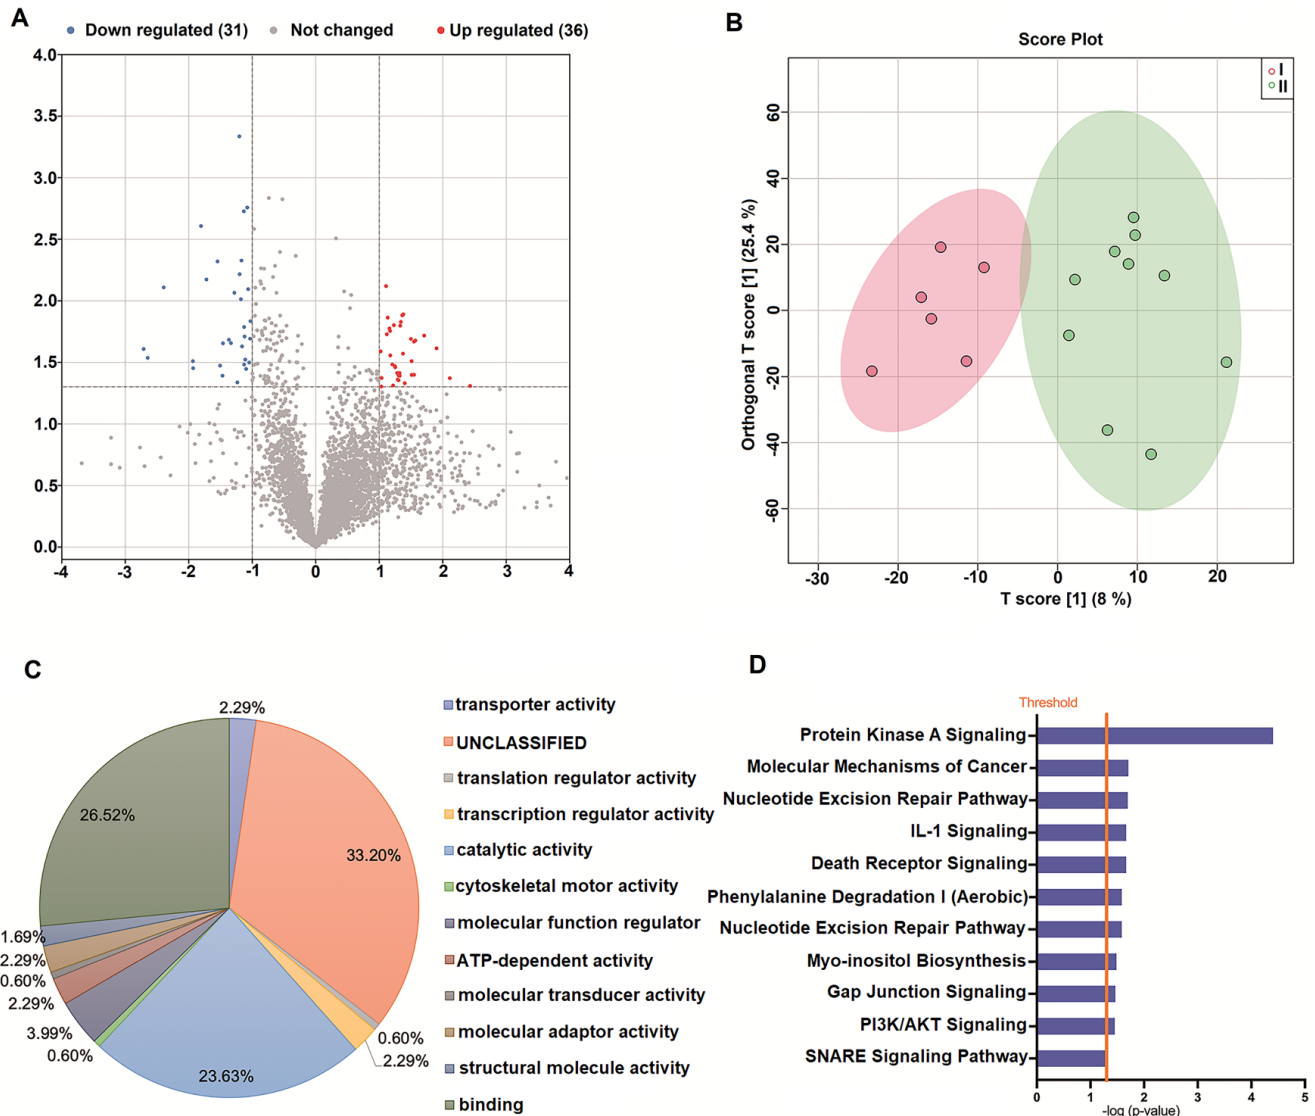 A
Down regulated (31) Not changed Up regulated (36)
4.0
3.5
3.0
2.5
2.0
1.5
1.0
0.5
0.0
-4 -3 -2 -1 0 1 2 3 4
B
Score Plot
I
II
Orthogonal T score [1] (25.4 %)
60
40
20
0
-20
-40
-60
-30 -20 -10 0 10 20
T score [1] (8 %)
C
2.29%
33.20%
0.60%
2.29%
23.63%
0.60%
3.99%
2.29%
0.60%
2.29%
1.69%
26.52%
transporter activity
UNCLASSIFIED
translation regulator activity
transcription regulator activity
catalytic activity
cytoskeletal motor activity
molecular function regulator
ATP-dependent activity
molecular transducer activity
molecular adaptor activity
structural molecule activity
binding
D
Threshold
Protein Kinase A Signaling
Molecular Mechanisms of Cancer
Nucleotide Excision Repair Pathway
IL-1 Signaling
Death Receptor Signaling
Phenylalanine Degradation I (Aerobic)
Nucleotide Excision Repair Pathway
Myo-inositol Biosynthesis
Gap Junction Signaling
PI3K/AKT Signaling
SNARE Signaling Pathway
0 1 2 3 4 5
-log (p-value)